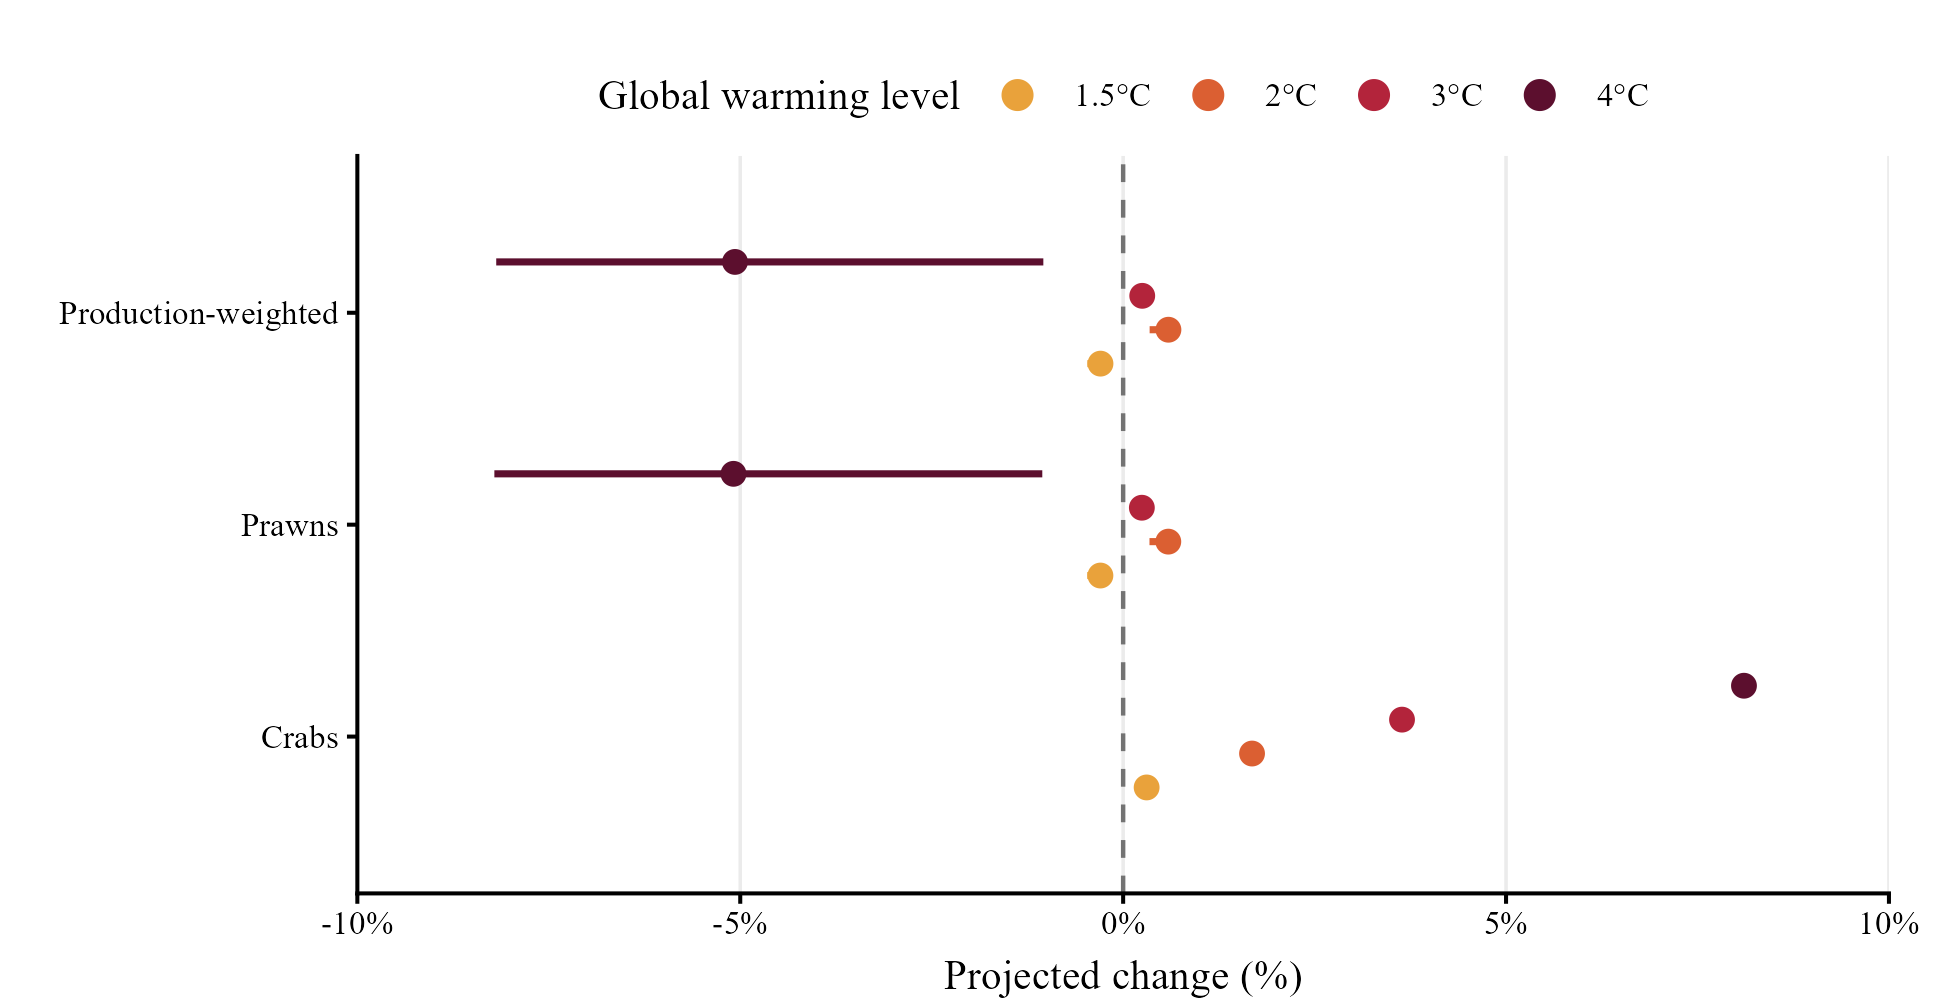 Global warming level 1.5°C 2°C 3°C 4°C
Production-weighted
Prawns
Crabs
-10% -5% 0% 5% 10%
Projected change (%)